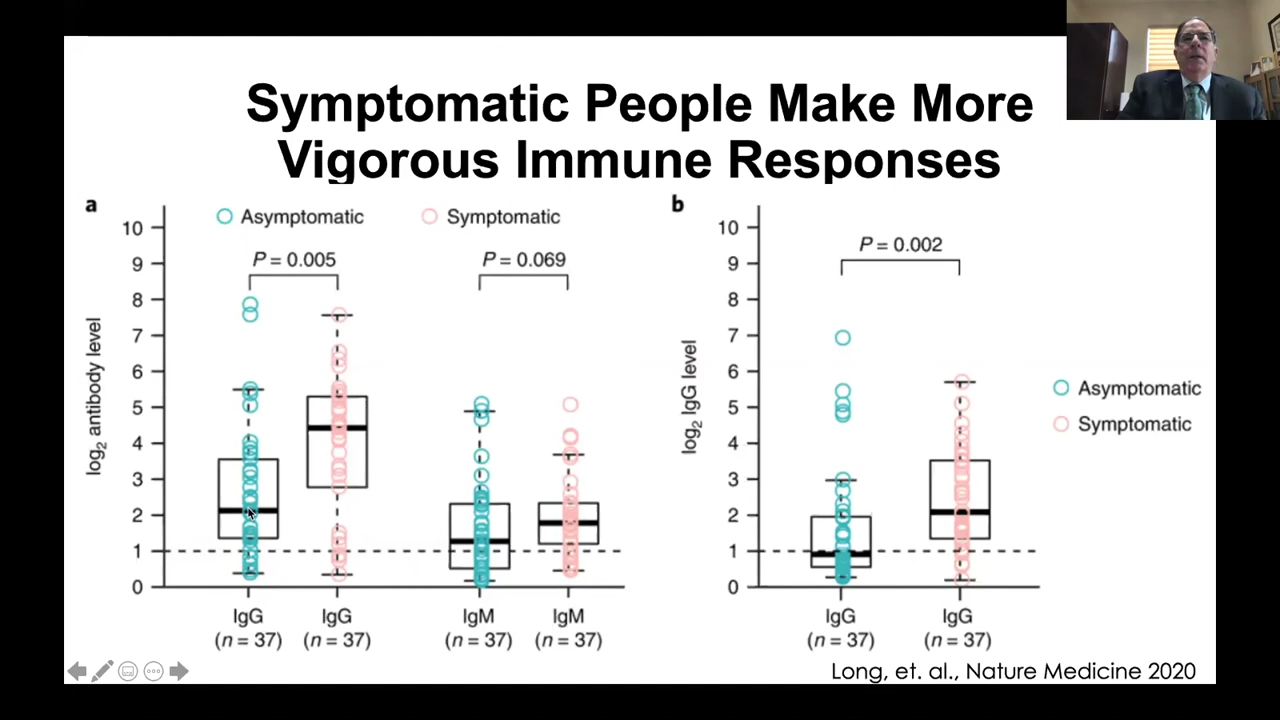 Symptomatic People Make More
Vigorous Immune Responses
a
Asymptomatic
Symptomatic
P = 0.005
P = 0.069
log2 antibody level
10
9
8
7
6
5
4
3
2
1
0
IgG
(n = 37)
IgG
(n = 37)
IgM
(n = 37)
IgM
(n = 37)
b
P = 0.002
log2 IgG level
10
9
8
7
6
5
4
3
2
1
0
IgG
(n = 37)
IgG
(n = 37)
Asymptomatic
Symptomatic
Long, et. al., Nature Medicine 2020